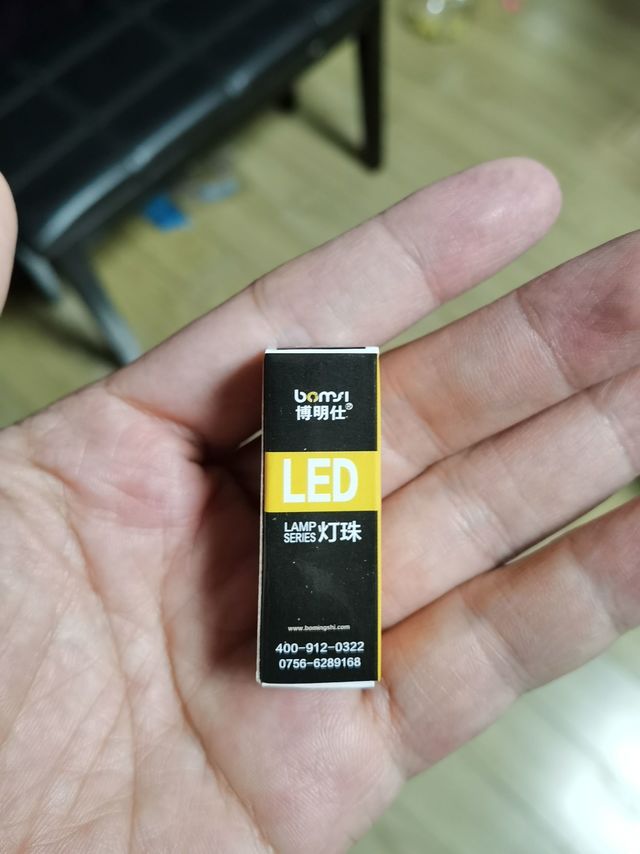 bomsi
博明仕®
LED
LAMP SERIES 灯珠
www.bomingshi.com
400-912-0322
0756-6289168